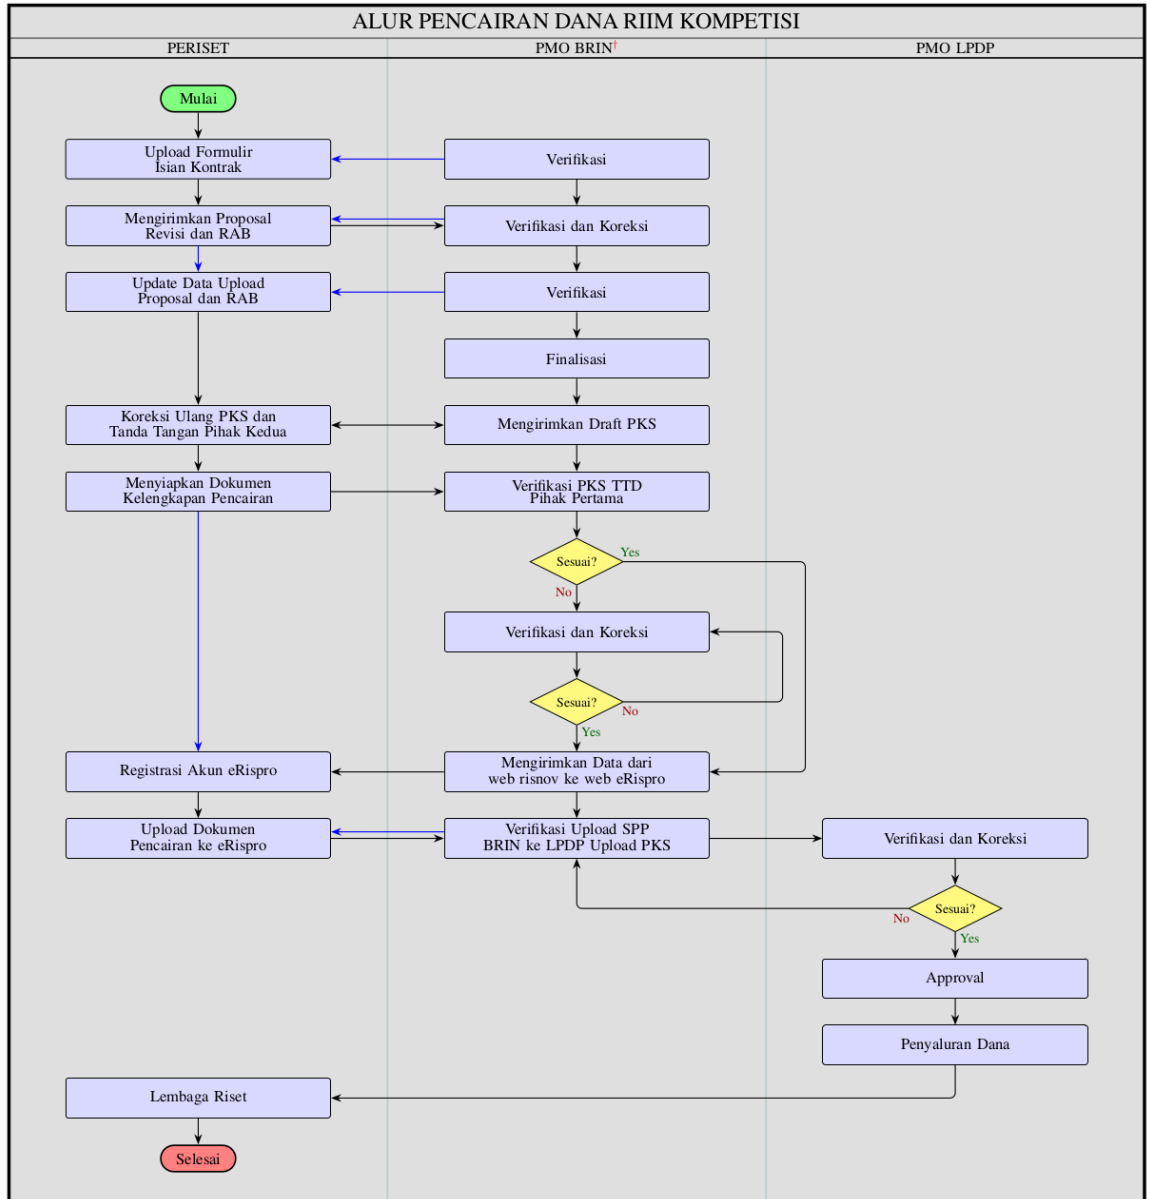 ALUR PENCAIRAN DANA RIIM KOMPETISI
PERISET
PMO BRIN†
PMO LPDP
Mulai
Upload Formulir
Isian Kontrak
Verifikasi
Mengirimkan Proposal
Revisi dan RAB
Verifikasi dan Koreksi
Update Data Upload
Proposal dan RAB
Verifikasi
Finalisasi
Koreksi Ulang PKS dan
Tanda Tangan Pihak Kedua
Mengirimkan Draft PKS
Menyiapkan Dokumen
Kelengkapan Pencairan
Verifikasi PKS TTD
Pihak Pertama
Sesuai?
Yes
No
Verifikasi dan Koreksi
Sesuai?
No
Yes
Registrasi Akun eRispro
Mengirimkan Data dari
web risnov ke web eRispro
Upload Dokumen
Pencairan ke eRispro
Verifikasi Upload SPP
BRIN ke LPDP Upload PKS
Verifikasi dan Koreksi
Sesuai?
No
Yes
Approval
Penyaluran Dana
Lembaga Riset
Selesai